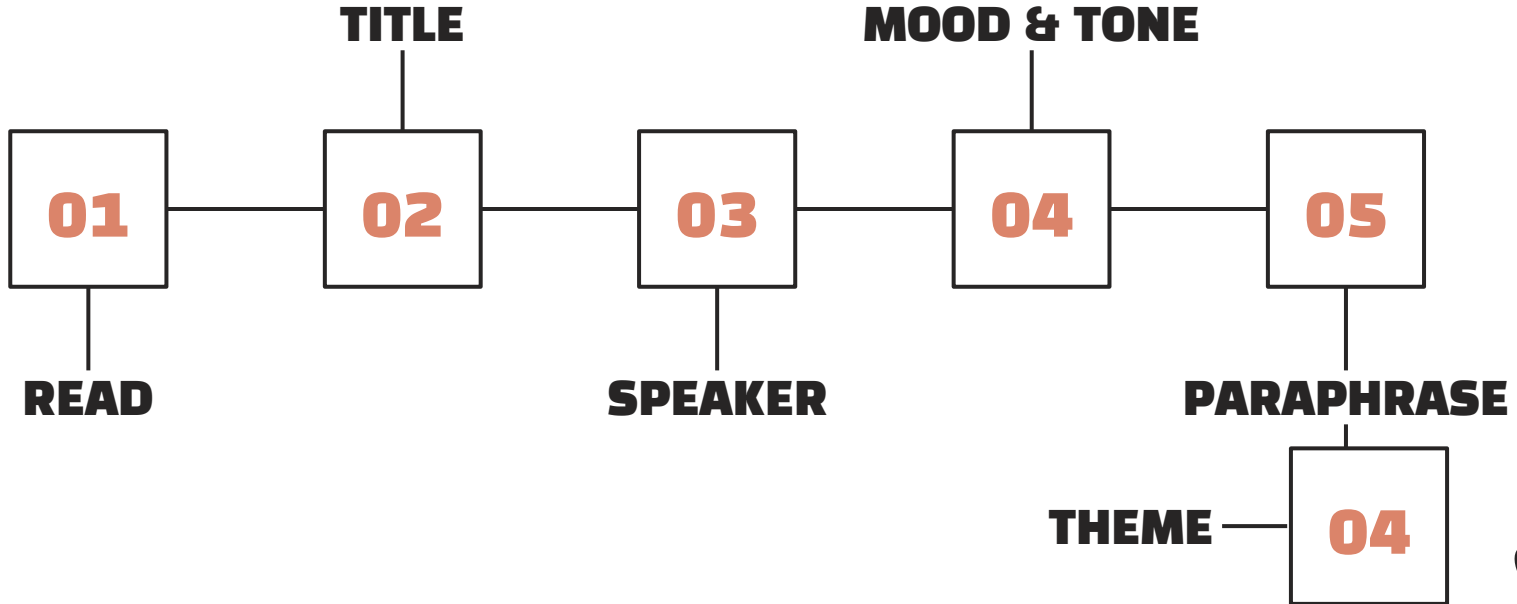 TITLE
MOOD & TONE
01
02
03
04
05
READ
SPEAKER
PARAPHRASE
THEME
04